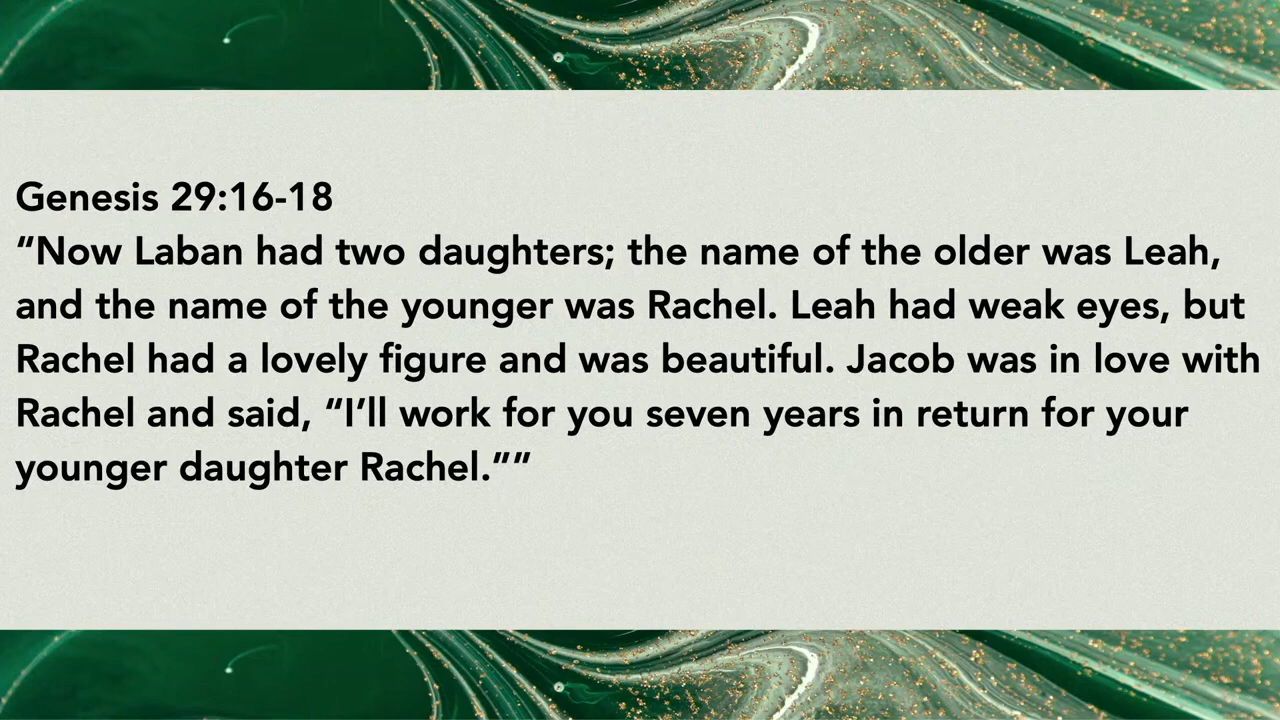 Genesis 29:16-18
“Now Laban had two daughters; the name of the older was Leah,
and the name of the younger was Rachel. Leah had weak eyes, but
Rachel had a lovely figure and was beautiful. Jacob was in love with
Rachel and said, “I’ll work for you seven years in return for your
younger daughter Rachel.””